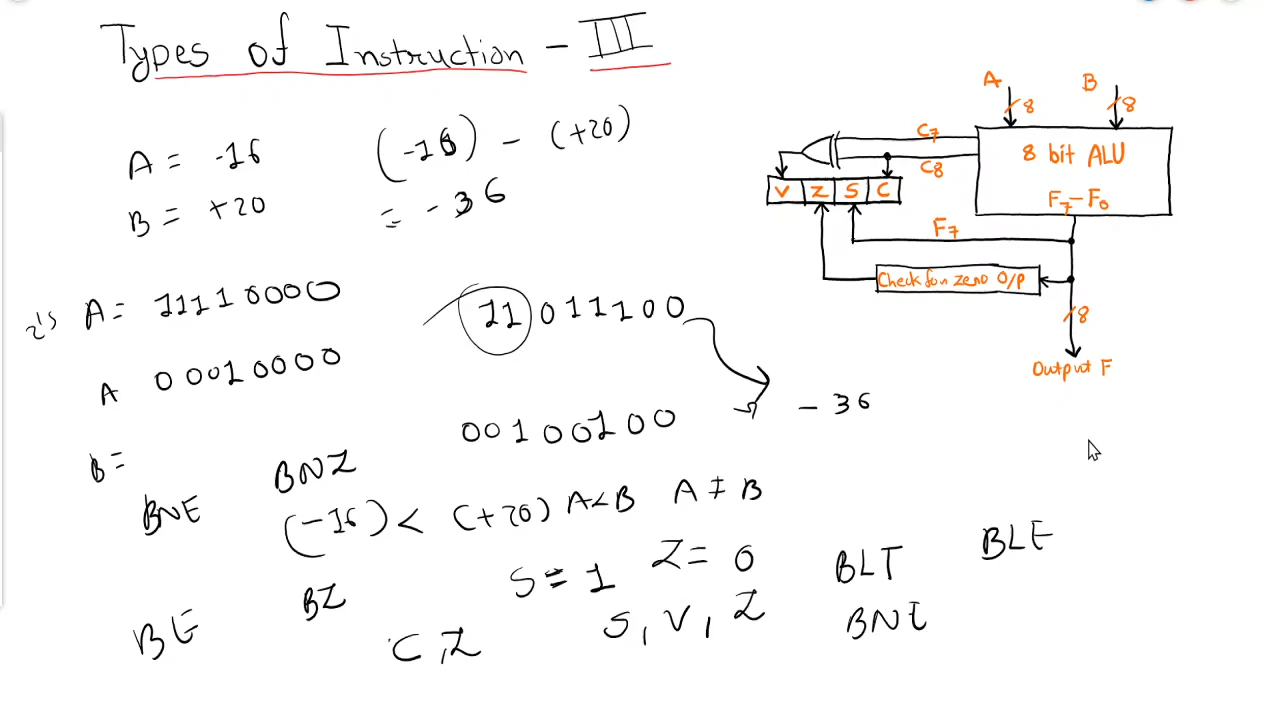 Types of Instruction - III
A = -16
(-16) - (+20)
B = +20
= -36
2's A = 11110000
11 011100
A 00010000
- 36
00100100
B =
BNE
BNZ
(-16) < (+20) A<B A ‡ B
S = 1 Z = 0 BLT BLE
BE BZ
C, Z S, V, Z BNE
A B
8 8
C7
C8
8 bit ALU
F7-F0
V Z S C
F7
Check for zero O/P
8
Output F